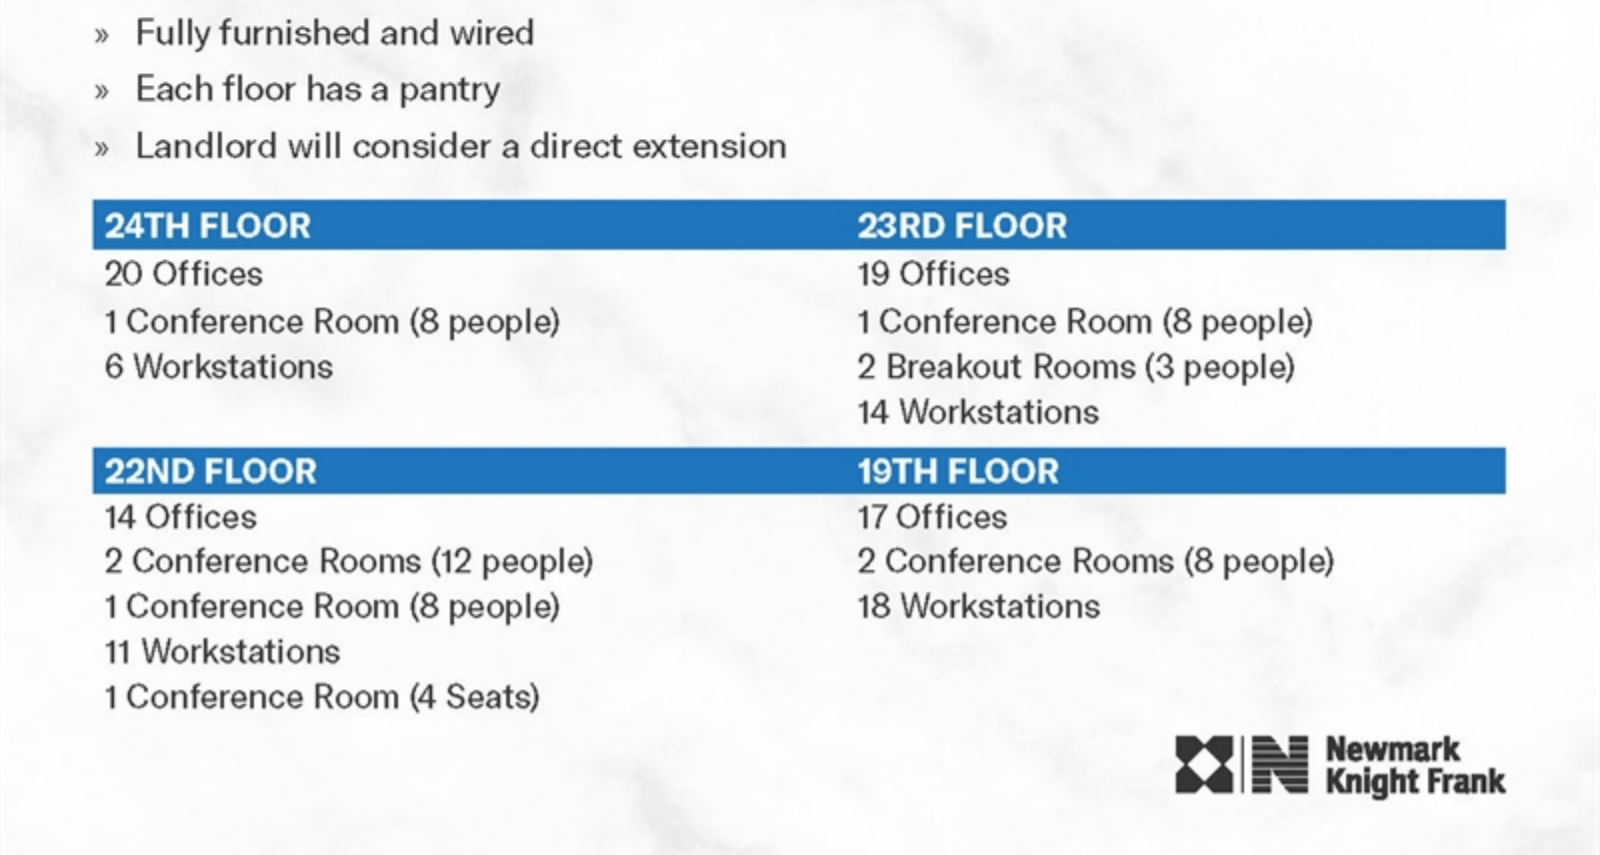 » Fully furnished and wired
» Each floor has a pantry
» Landlord will consider a direct extension
24TH FLOOR
20 Offices
1 Conference Room (8 people)
6 Workstations
23RD FLOOR
19 Offices
1 Conference Room (8 people)
2 Breakout Rooms (3 people)
14 Workstations
22ND FLOOR
14 Offices
2 Conference Rooms (12 people)
1 Conference Room (8 people)
11 Workstations
1 Conference Room (4 Seats)
19TH FLOOR
17 Offices
2 Conference Rooms (8 people)
18 Workstations
N
Newmark
Knight Frank